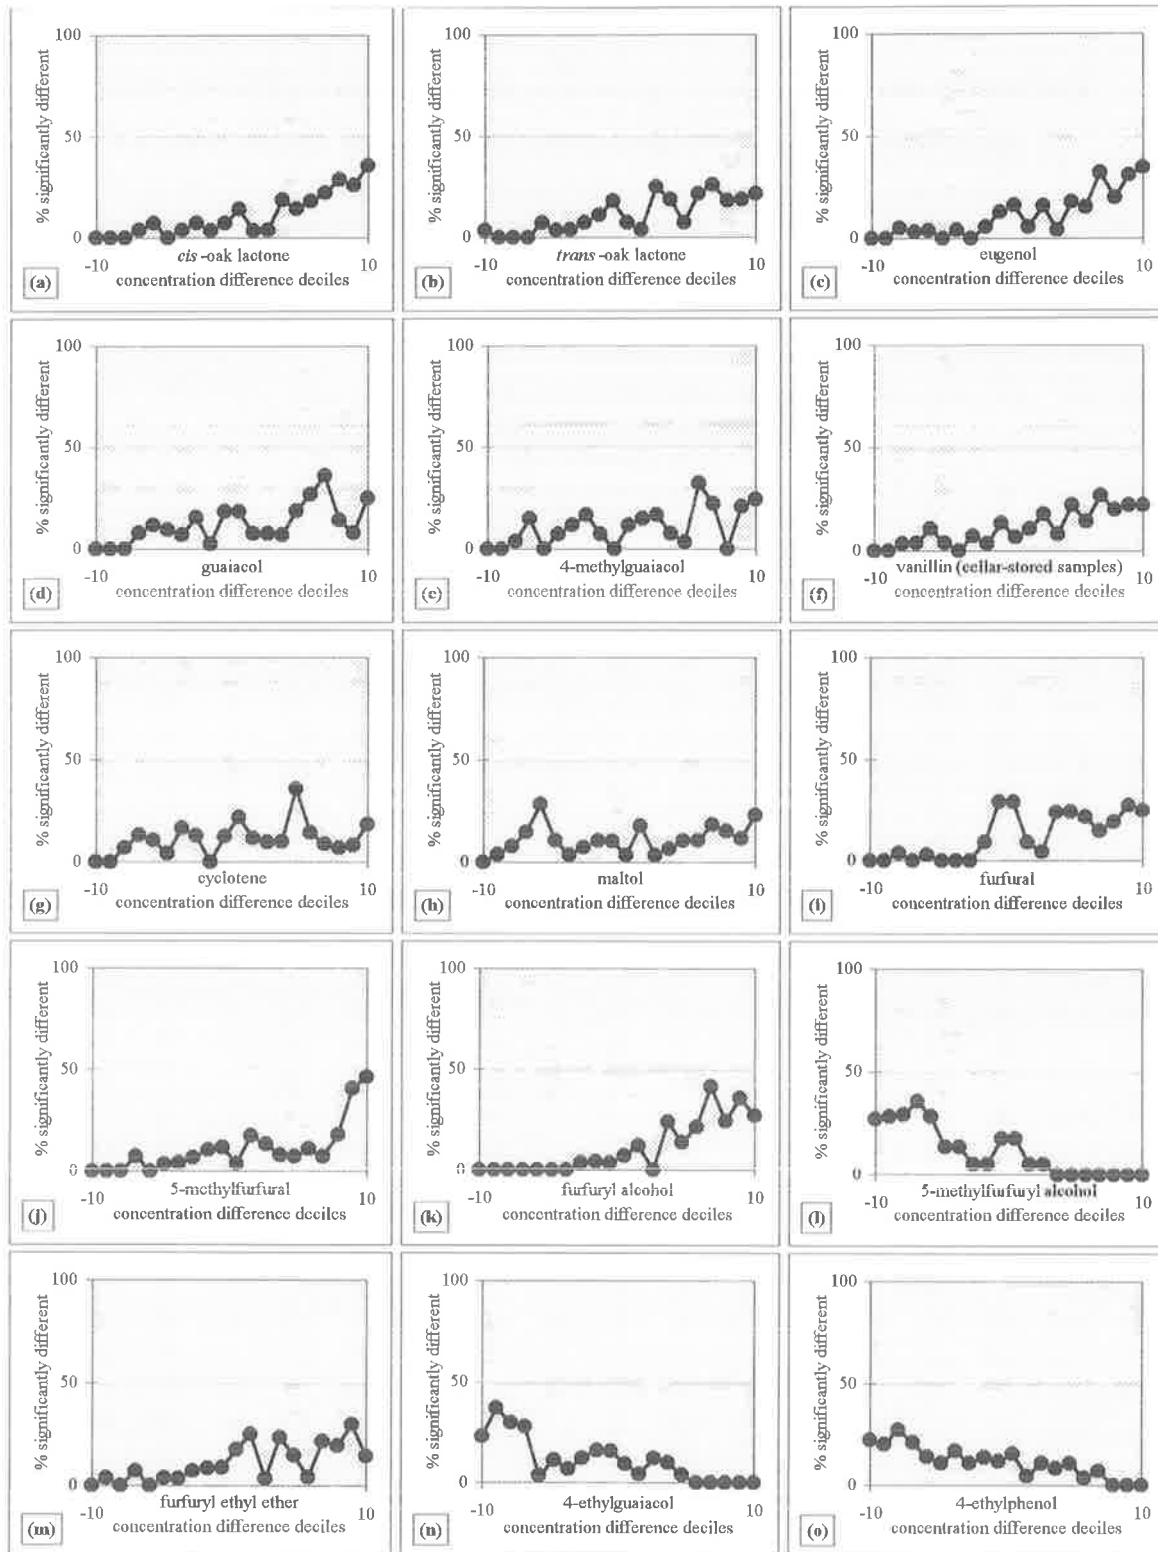 100
% significantly different
50
0
-10
cis-oak lactone
10
(a)
concentration difference deciles
100
% significantly different
50
0
-10
trans-oak lactone
10
(b)
concentration difference deciles
100
% significantly different
50
0
-10
eugenol
10
(c)
concentration difference deciles
100
% significantly different
50
0
-10
guaiacol
10
(d)
concentration difference deciles
100
% significantly different
50
0
-10
4-methylguaiacol
10
(e)
concentration difference deciles
100
% significantly different
50
0
-10
vanillin (cellar-stored samples)
10
(f)
concentration difference deciles
100
% significantly different
50
0
-10
cyclotene
10
(g)
concentration difference deciles
100
% significantly different
50
0
-10
maltol
10
(h)
concentration difference deciles
100
% significantly different
50
0
-10
furfural
10
(i)
concentration difference deciles
100
% significantly different
50
0
-10
5-methylfurfural
10
(j)
concentration difference deciles
100
% significantly different
50
0
-10
furfuryl alcohol
10
(k)
concentration difference deciles
100
% significantly different
50
0
-10
5-methylfurfuryl alcohol
10
(l)
concentration difference deciles
100
% significantly different
50
0
-10
furfuryl ethyl ether
10
(m)
concentration difference deciles
100
% significantly different
50
0
-10
4-ethylguaiacol
10
(n)
concentration difference deciles
100
% significantly different
50
0
-10
4-ethylphenol
10
(o)
concentration difference deciles